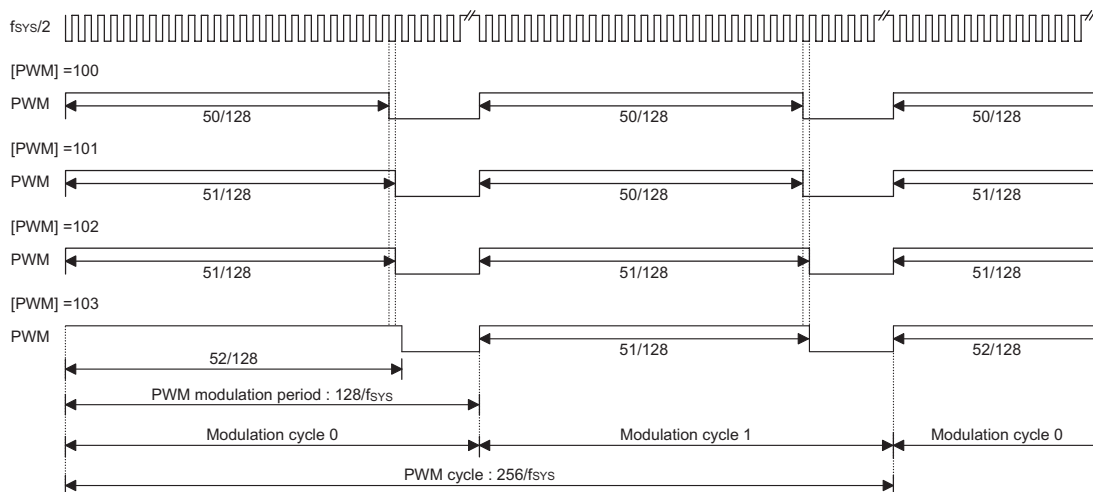 fSYS/2
[PWM] =100
PWM
50/128 50/128 50/128
[PWM] =101
PWM
51/128 50/128 51/128
[PWM] =102
PWM
51/128 51/128 51/128
[PWM] =103
PWM
52/128 51/128 52/128
PWM modulation period : 128/fSYS
Modulation cycle 0 Modulation cycle 1 Modulation cycle 0
PWM cycle : 256/fSYS